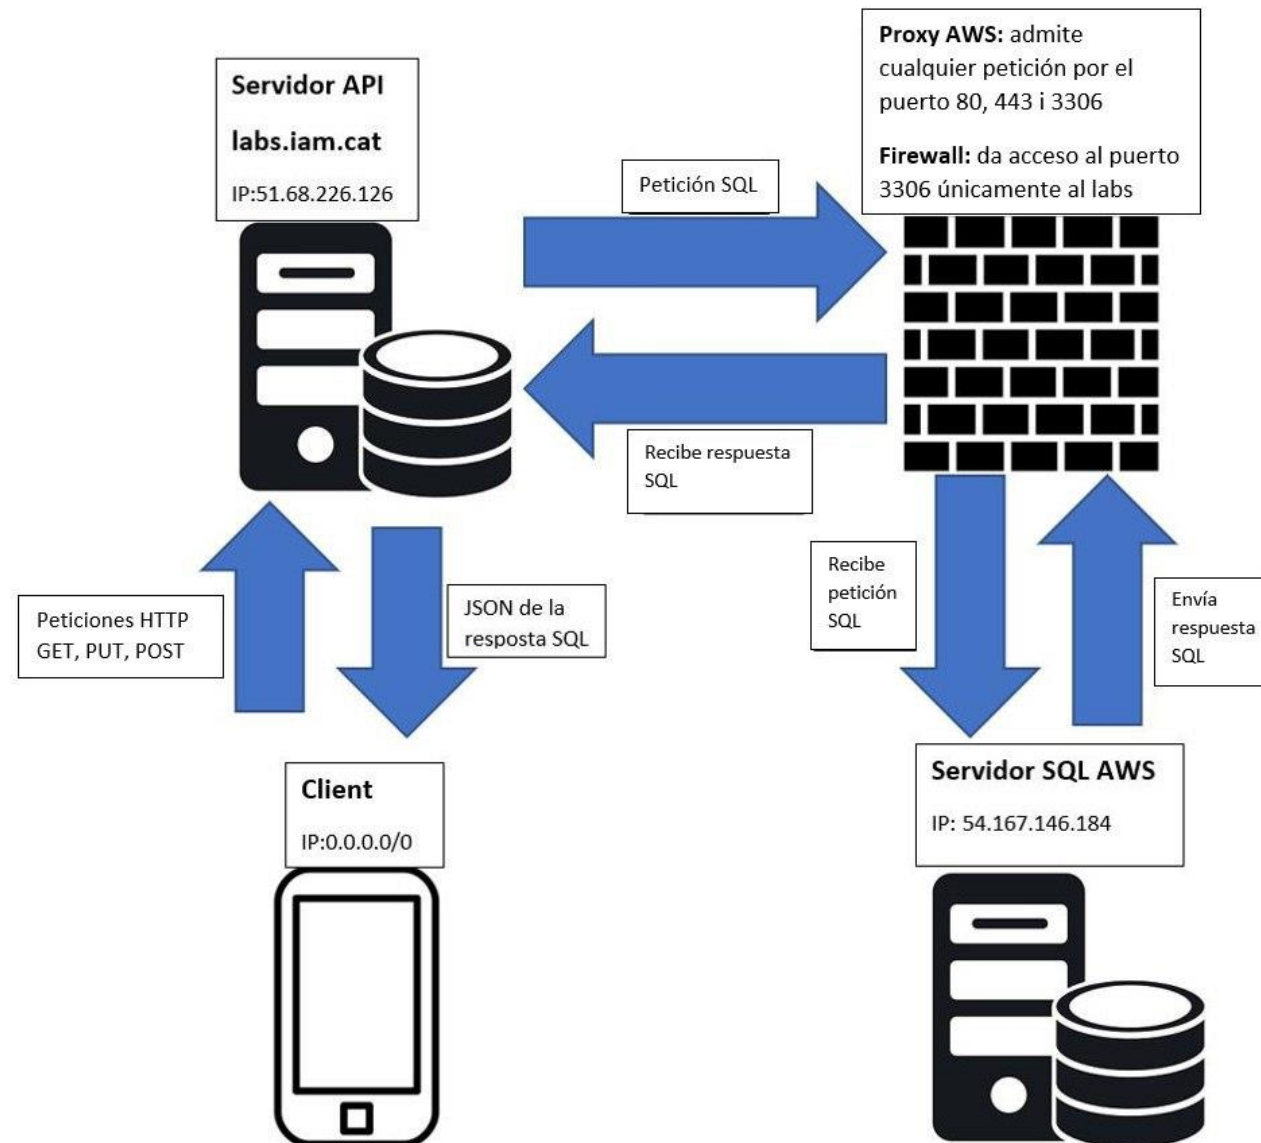 Servidor API
labs.iam.cat
IP:51.68.226.126
Proxy AWS: admite
cualquier petición por el
puerto 80, 443 i 3306
Firewall: da acceso al puerto
3306 únicamente al labs
Petición SQL
Recibe respuesta
SQL
Peticiones HTTP
GET, PUT, POST
JSON de la
resposta SQL
Recibe
petición
SQL
Envía
respuesta
SQL
Client
IP:0.0.0.0/0
Servidor SQL AWS
IP: 54.167.146.184